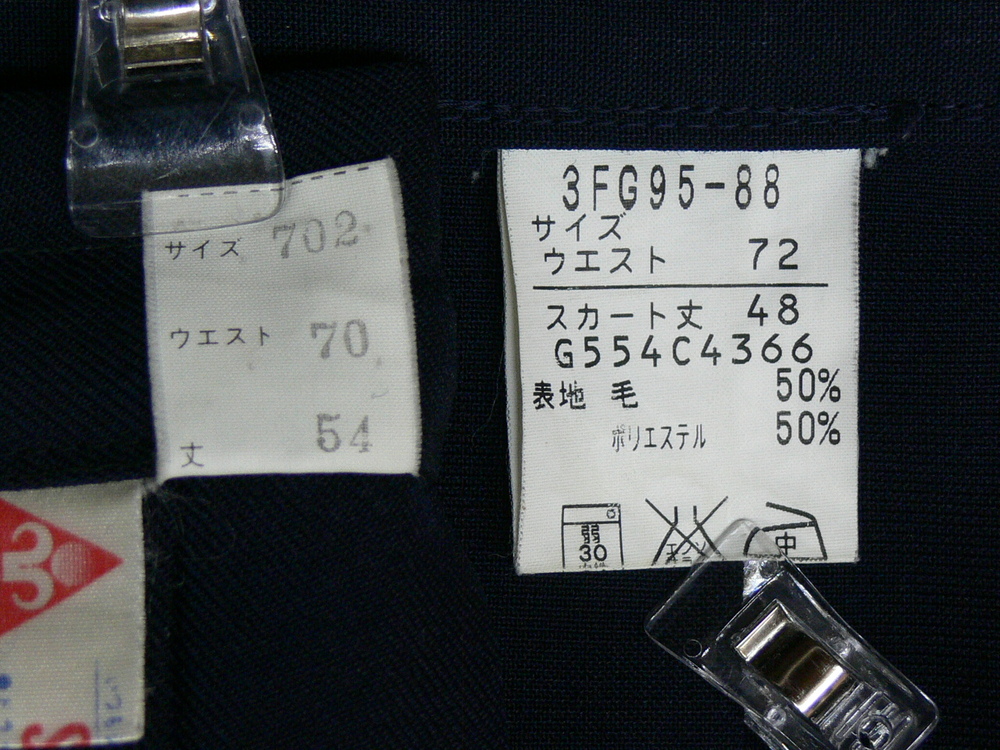 サイズ 702
ウエスト 70
丈 54
3
S
3FG95-88
サイズ
ウエスト 72
スカート丈 48
G554C4366
表地 毛 50%
ポリエステル 50%
弱
30
中